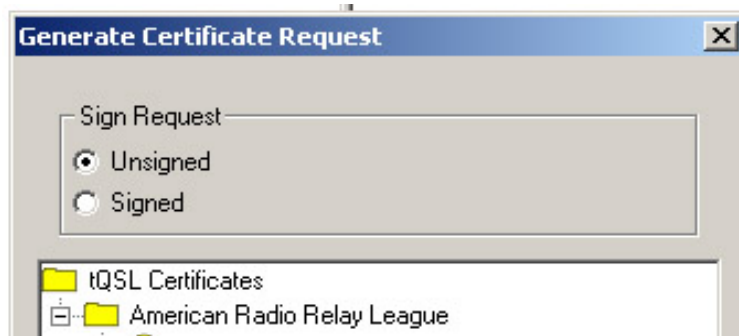 Generate Certificate Request
Sign Request
Unsigned
Signed
tQSL Certificates
American Radio Relay League